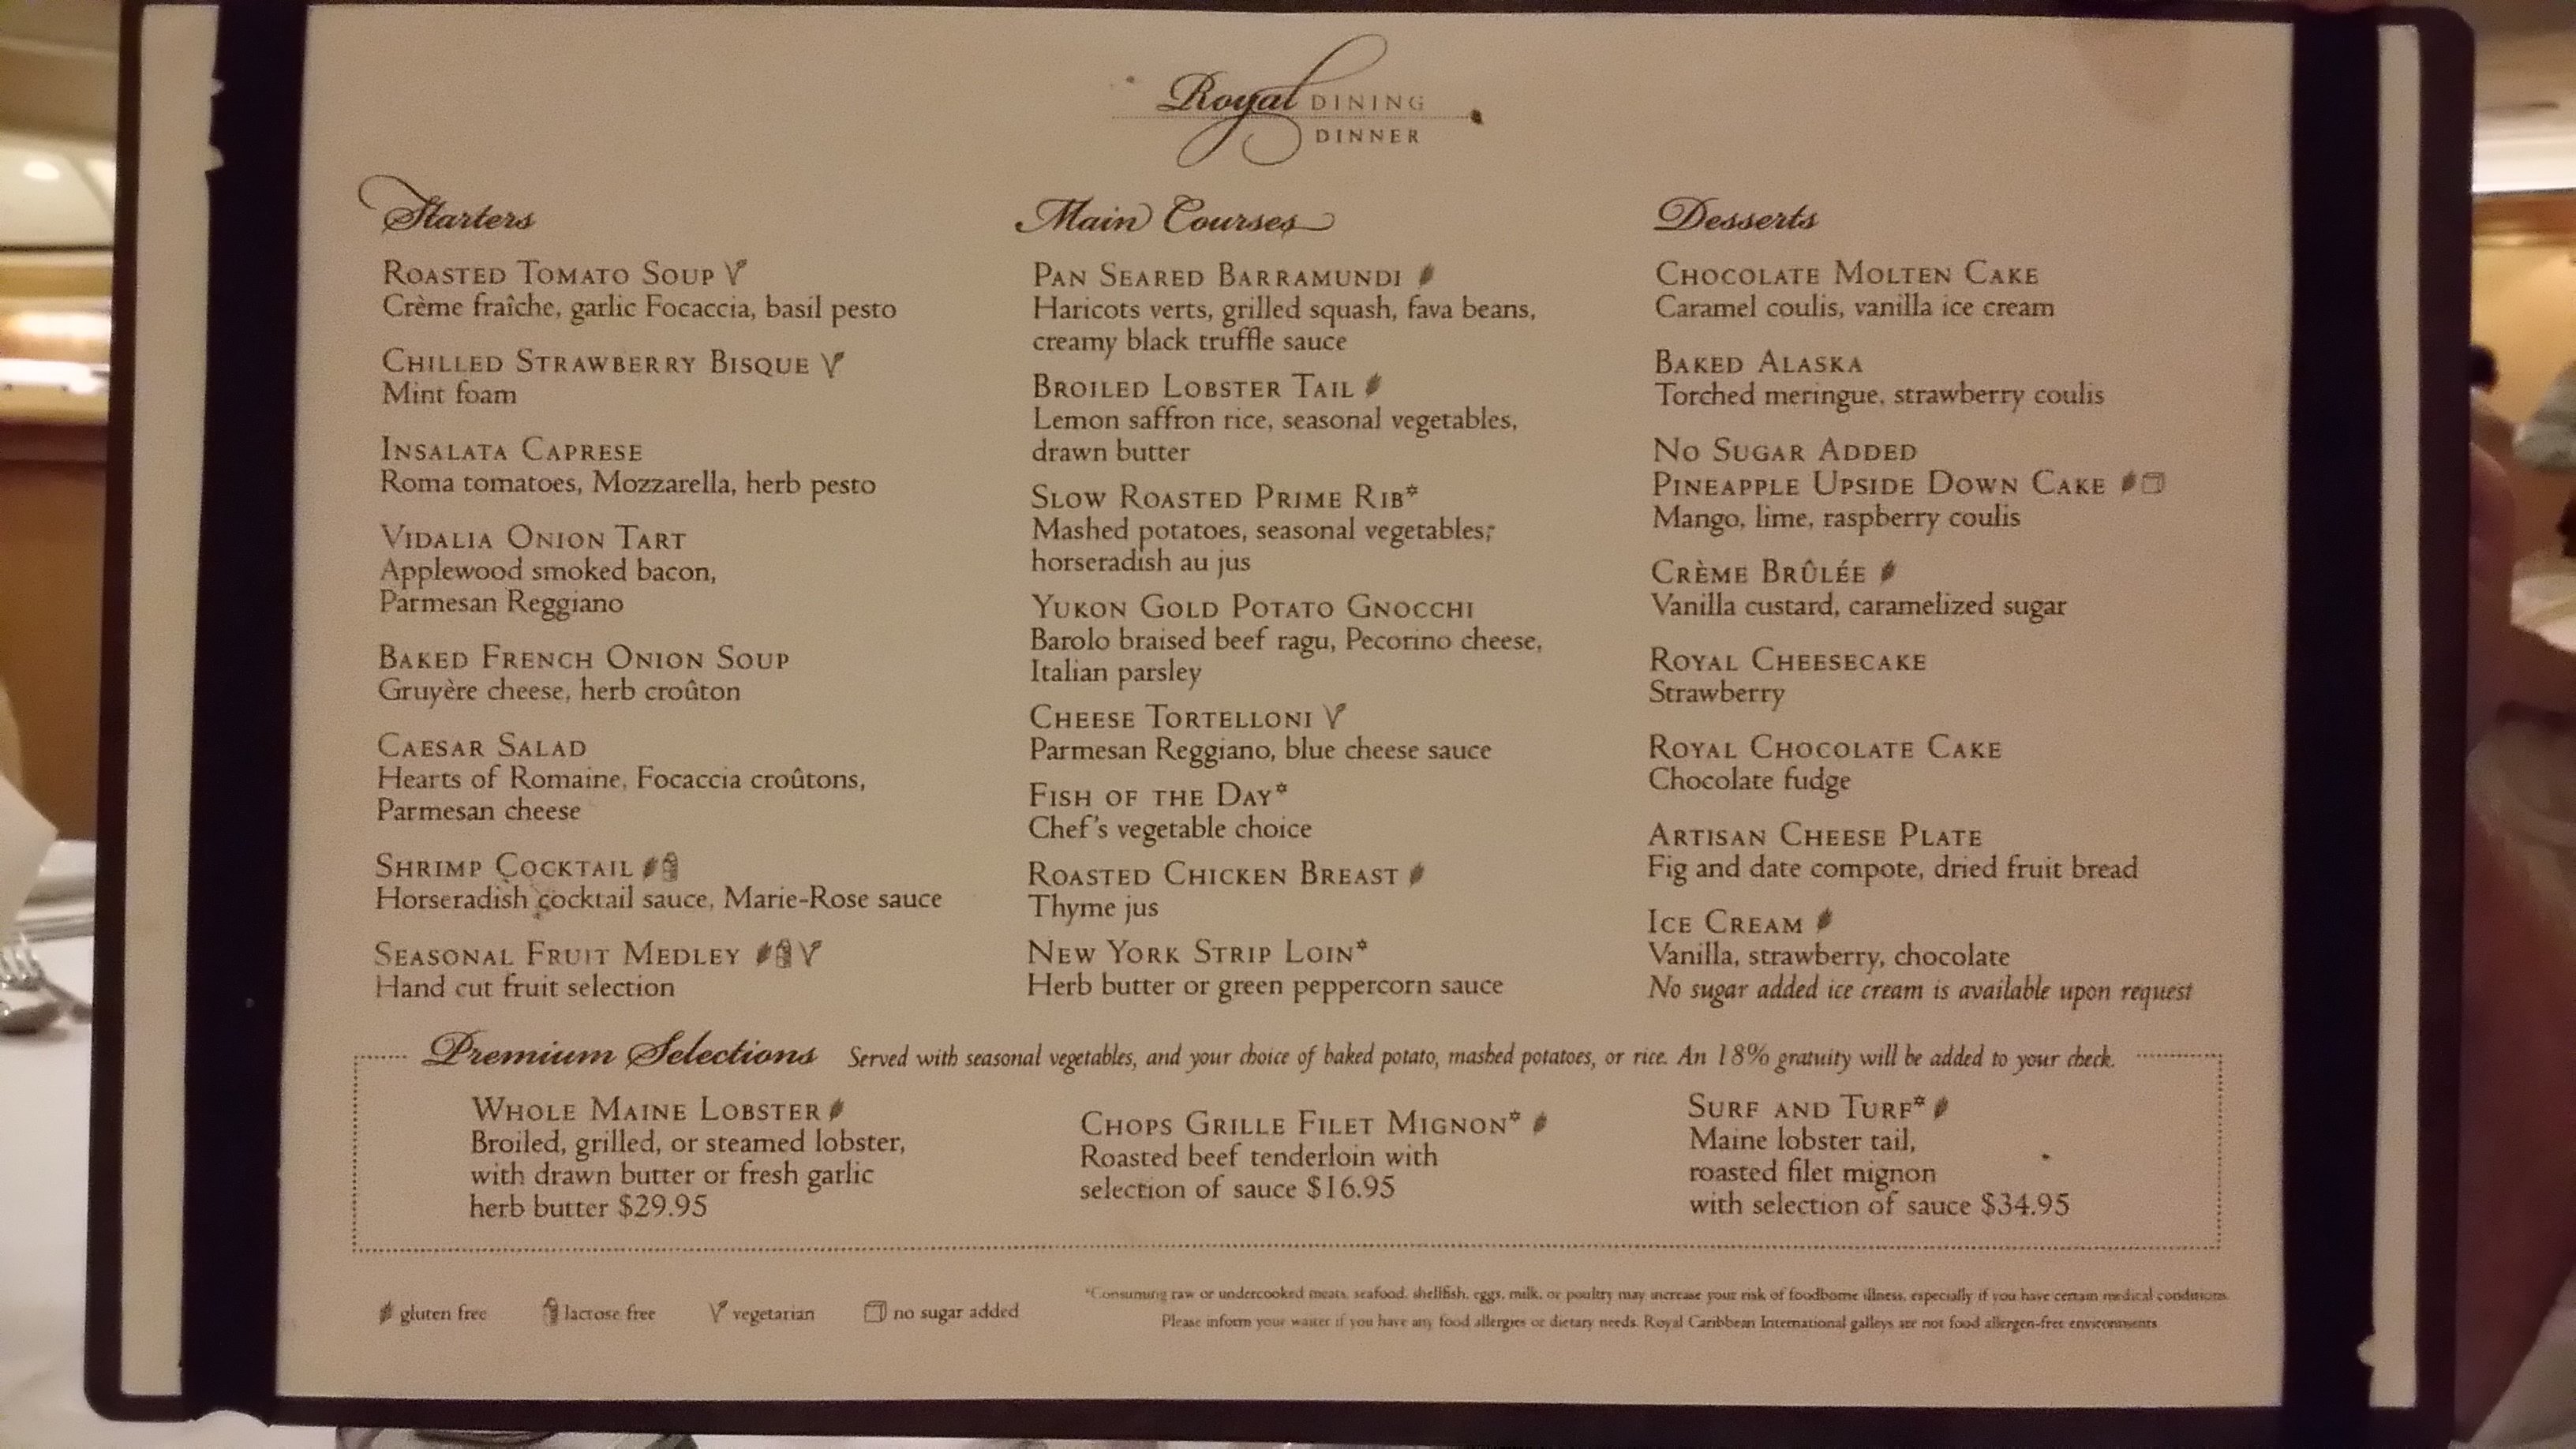 Royal DINING
DINNER
Starters
ROASTED TOMATO SOUP
Crème fraîche, garlic Focaccia, basil pesto
CHILLED STRAWBERRY BISQUE
Mint foam
INSALATA CAPRESE
Roma tomatoes, Mozzarella, herb pesto
VIDALIA ONION TART
Applewood smoked bacon,
Parmesan Reggiano
BAKED FRENCH ONION SOUP
Gruyère cheese, herb croûton
CAESAR SALAD
Hearts of Romaine, Focaccia croûtons,
Parmesan cheese
SHRIMP COCKTAIL
Horseradish cocktail sauce, Marie-Rose sauce
SEASONAL FRUIT MEDLEY
Hand cut fruit selection
Main Courses
PAN SEARED BARRAMUNDI
Haricots verts, grilled squash, fava beans,
creamy black truffle sauce
BROILED LOBSTER TAIL
Lemon saffron rice, seasonal vegetables,
drawn butter
SLOW ROASTED PRIME RIB*
Mashed potatoes, seasonal vegetables,
horseradish au jus
YUKON GOLD POTATO GNOCCHI
Barolo braised beef ragu, Pecorino cheese,
Italian parsley
CHEESE TORTELLONI
Parmesan Reggiano, blue cheese sauce
FISH OF THE DAY*
Chef's vegetable choice
ROASTED CHICKEN BREAST
Thyme jus
NEW YORK STRIP LOIN*
Herb butter or green peppercorn sauce
Desserts
CHOCOLATE MOLTEN CAKE
Caramel coulis, vanilla ice cream
BAKED ALASKA
Torched meringue, strawberry coulis
NO SUGAR ADDED
PINEAPPLE UPSIDE DOWN CAKE
Mango, lime, raspberry coulis
CRÈME BRÛLÉE
Vanilla custard, caramelized sugar
ROYAL CHEESECAKE
Strawberry
ROYAL CHOCOLATE CAKE
Chocolate fudge
ARTISAN CHEESE PLATE
Fig and date compote, dried fruit bread
ICE CREAM
Vanilla, strawberry, chocolate
No sugar added ice cream is available upon request
Premium Selections Served with seasonal vegetables, and your choice of baked potato, mashed potatoes, or rice. An 18% gratuity will be added to your check.
WHOLE MAINE LOBSTER
Broiled, grilled, or steamed lobster,
with drawn butter or fresh garlic
herb butter $29.95
CHOPS GRILLE FILET MIGNON*
Roasted beef tenderloin with
selection of sauce $16.95
SURF AND TURF*
Maine lobster tail,
roasted filet mignon
with selection of sauce $34.95
gluten free lactose free vegetarian no sugar added
*Consuming raw or undercooked meats, seafood, shellfish, eggs, milk, or poultry may increase your risk of foodborne illness, especially if you have certain medical conditions.
Please inform your waiter if you have any food allergies or dietary needs. Royal Caribbean International galleys are not food allergen-free environments.